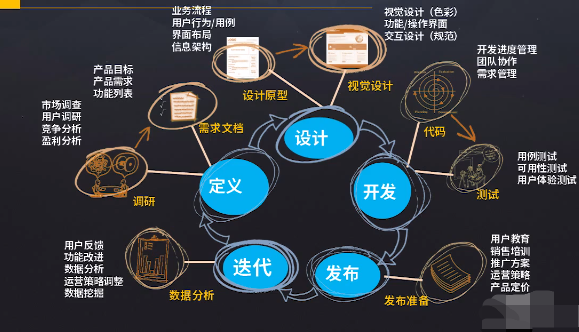 业务流程
用户行为/用例
界面布局
信息架构
设计原型
视觉设计（色彩）
功能/操作界面
交互设计（规范）
视觉设计
产品目标
产品需求
功能列表
需求文档
市场调查
用户调研
竞争分析
盈利分析
调研
开发进度管理
团队协作
需求管理
代码
用例测试
可用性测试
用户体验测试
测试
设计
定义
开发
迭代
发布
用户反馈
功能改进
数据分析
运营策略调整
数据挖掘
数据分析
用户教育
销售培训
推广方案
运营策略
产品定价
发布准备